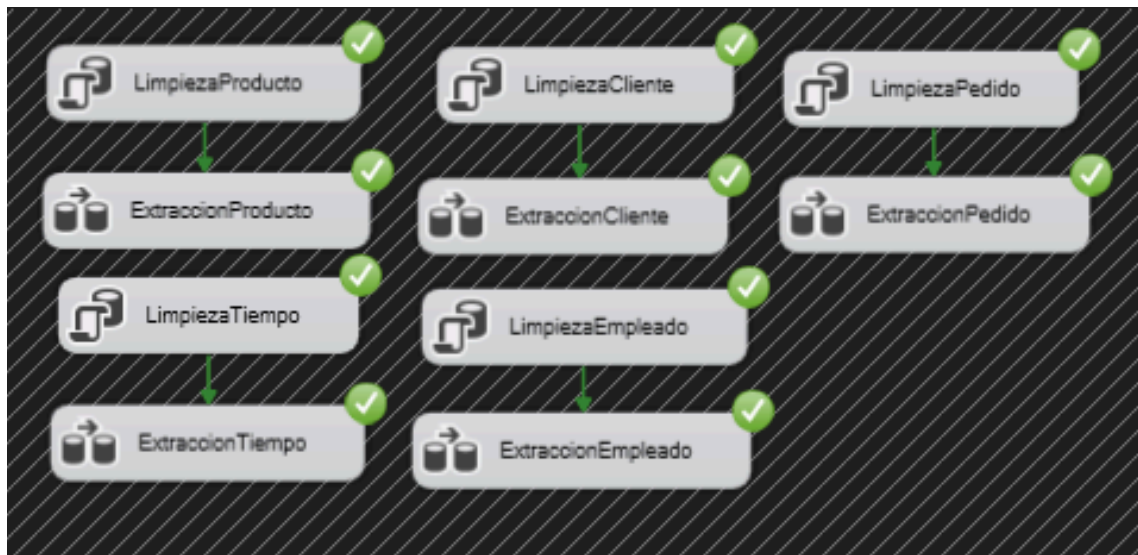 LimpiezaProducto
LimpiezaCliente
LimpiezaPedido
ExtraccionProducto
ExtraccionCliente
ExtraccionPedido
LimpiezaTiempo
LimpiezaEmpleado
ExtraccionTiempo
ExtraccionEmpleado